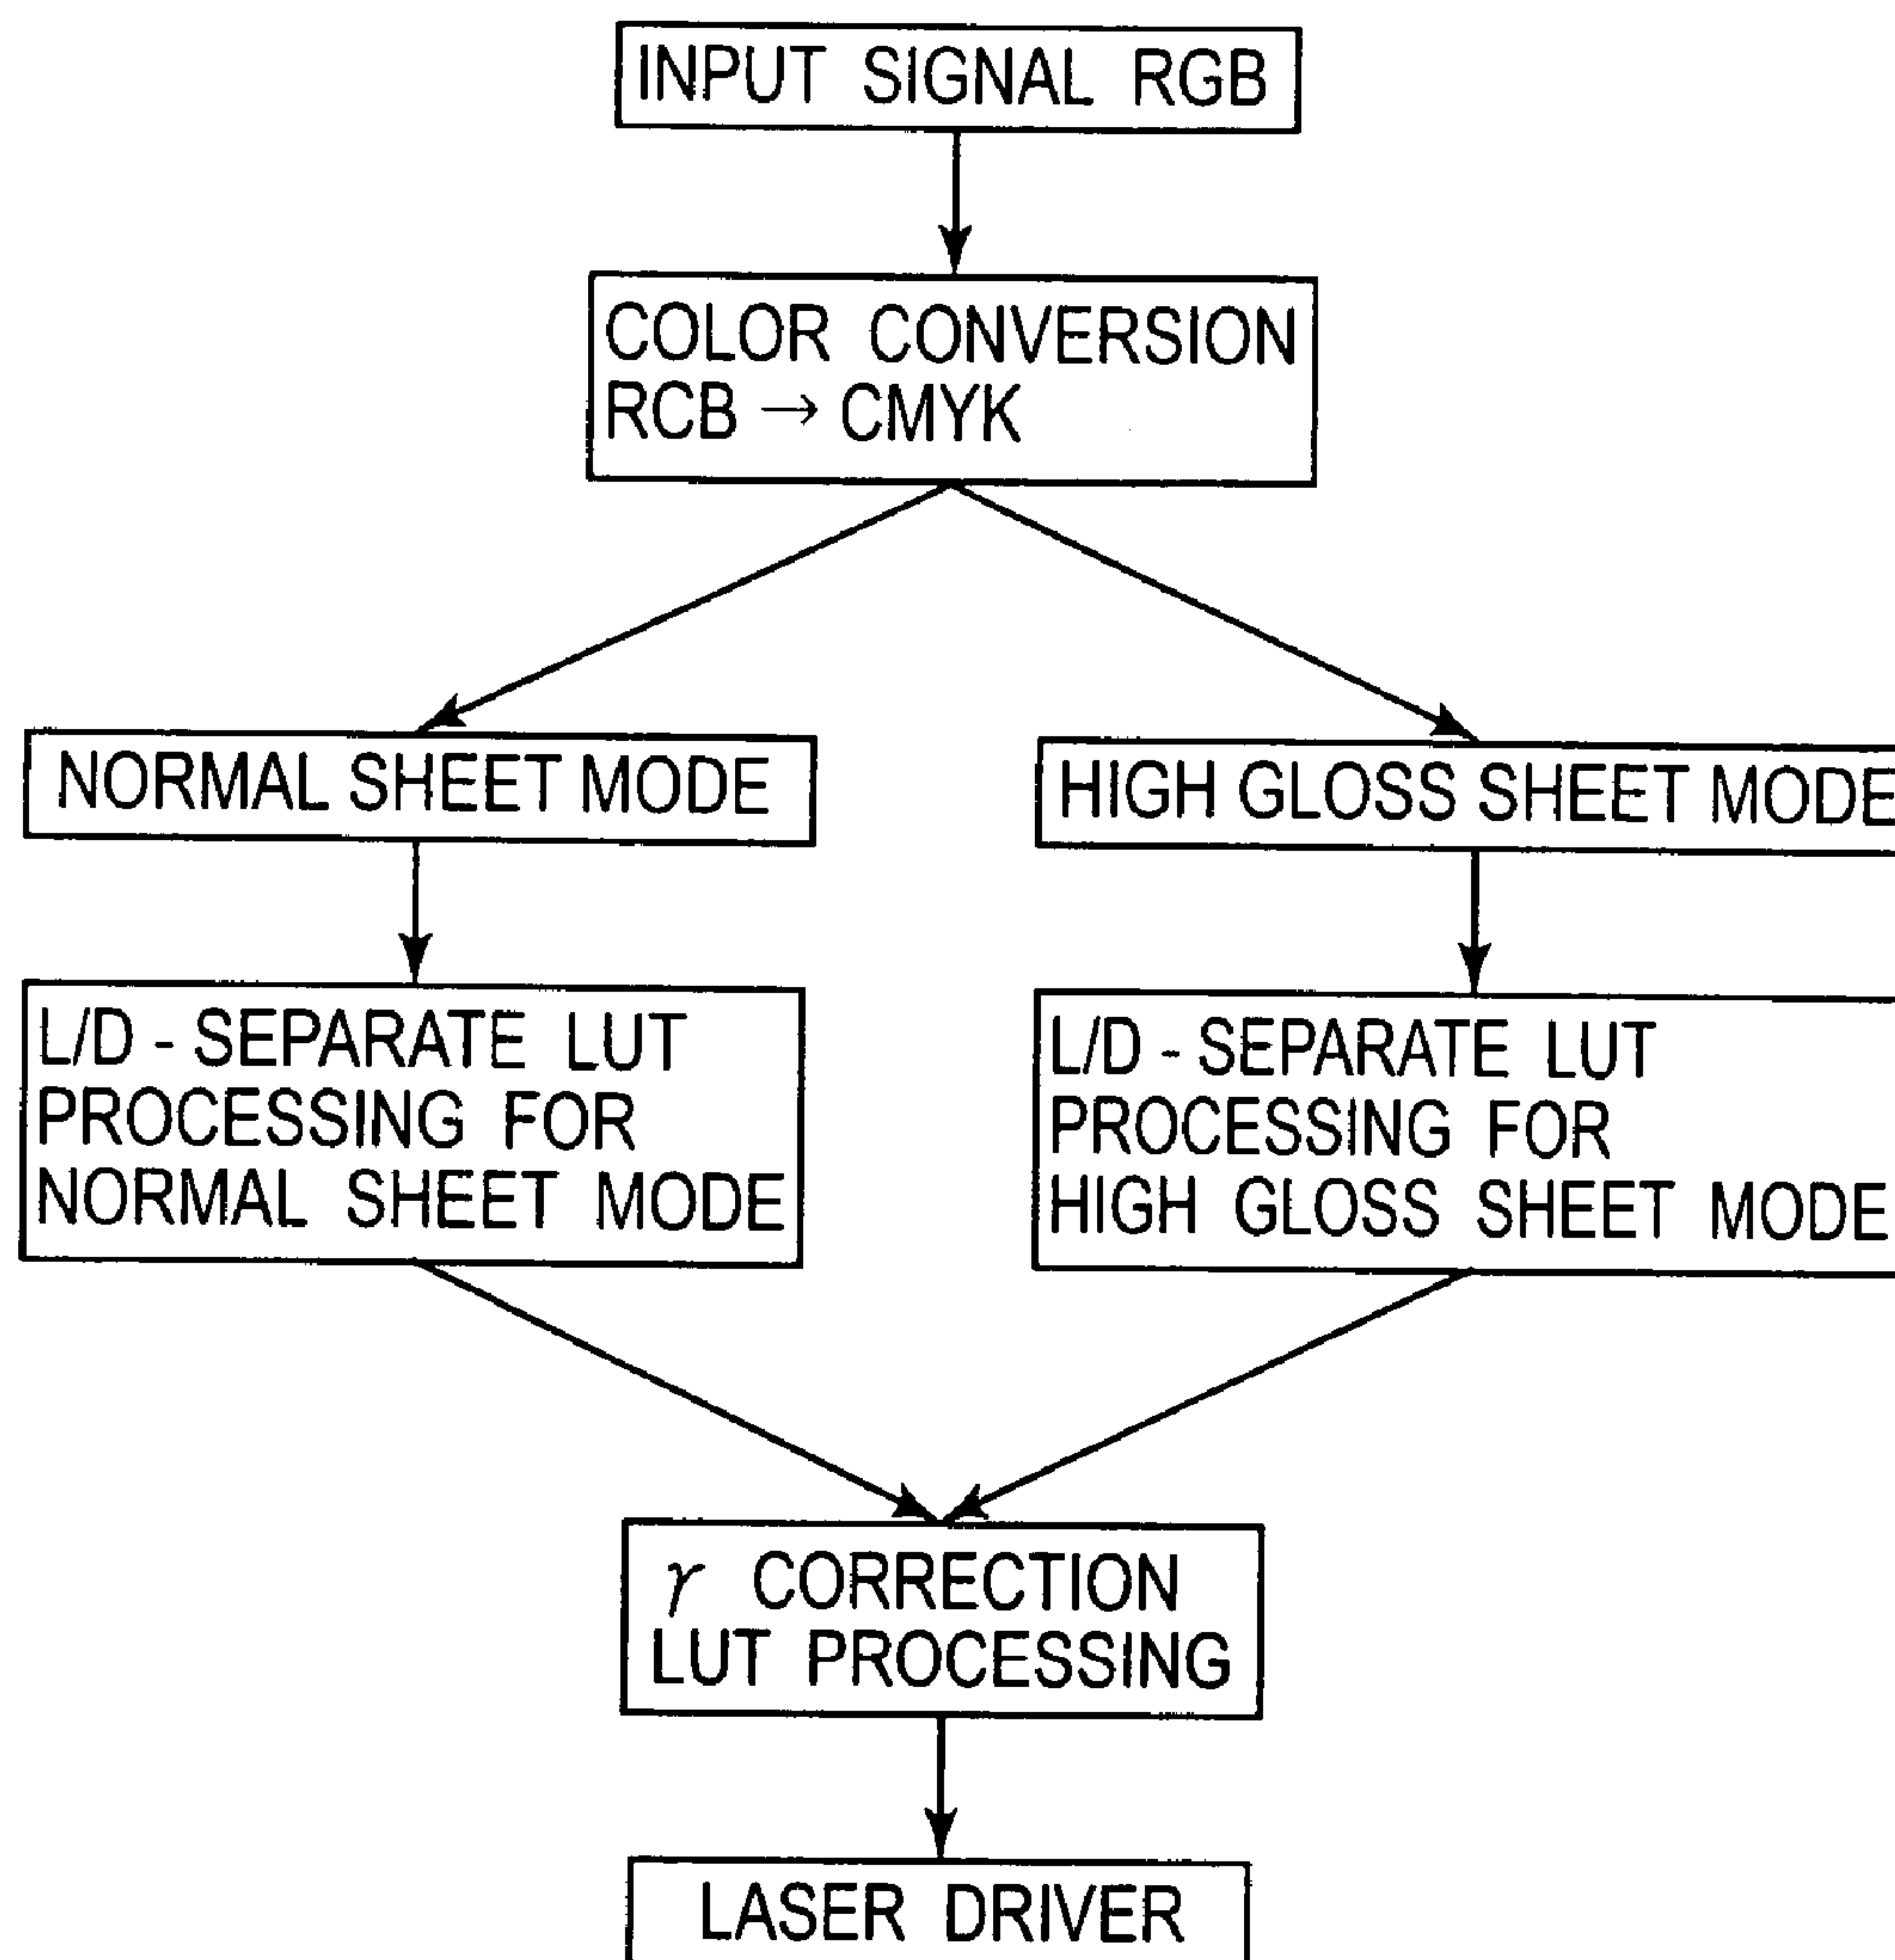 INPUT SIGNAL RGB
COLOR CONVERSION
RCB → CMYK
NORMAL SHEET MODE
HIGH GLOSS SHEET MODE
L/D - SEPARATE LUT
PROCESSING FOR
NORMAL SHEET MODE
L/D - SEPARATE LUT
PROCESSING FOR
HIGH GLOSS SHEET MODE
γ CORRECTION
LUT PROCESSING
LASER DRIVER